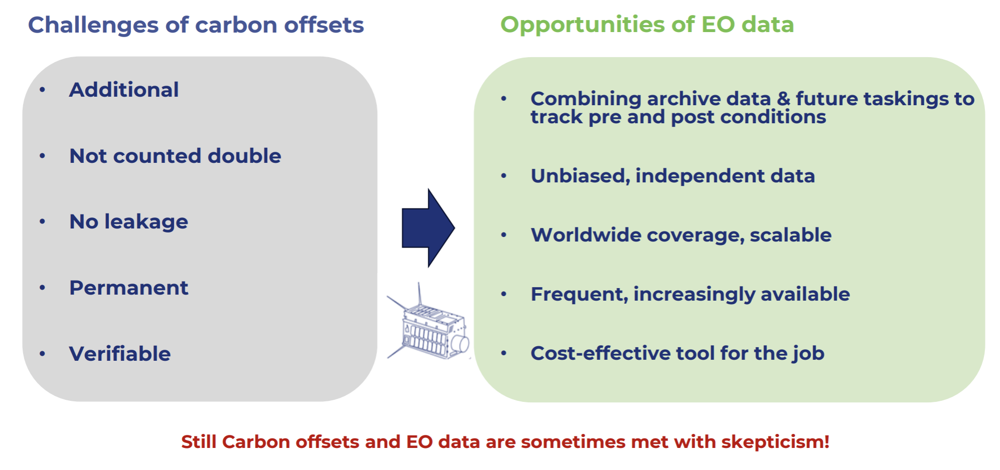 Challenges of carbon offsets
• Additional
• Not counted double
• No leakage
• Permanent
• Verifiable
Opportunities of EO data
• Combining archive data & future taskings to
track pre and post conditions
• Unbiased, independent data
• Worldwide coverage, scalable
• Frequent, increasingly available
• Cost-effective tool for the job
Still Carbon offsets and EO data are sometimes met with skepticism!